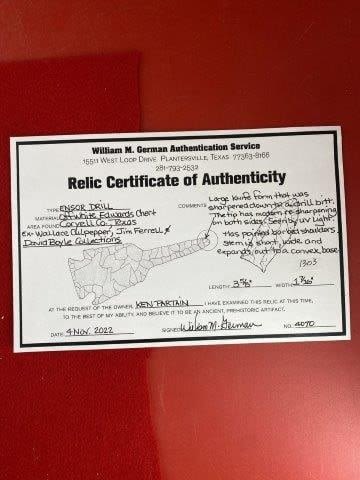 William M. German Authentication Service
15511 West Loop Drive Plantersville, Texas 77363-8166
281-793-2532
Relic Certificate of Authenticity
TYPE ENSOR DRILL
MATERIAL Off-white Edwards Chert
AREA FOUND Coryell Co., Texas
Ex-Wallace Culpepper, Jim Ferrell &
David Boyle Collections
COMMENTS Large knife form that was
sharpened down to a drill bit.
The tip has modern re-sharpening
on both sides. Seen by UV Light.
Has pointed barbed shoulders
stem is short, wide and
expands out to a convex base.
1303
LENGTH: 3 WIDTH: 1
AT THE REQUEST OF THE OWNER, KEN PARTAIN, I HAVE EXAMINED THIS RELIC AT THIS TIME,
TO THE BEST OF MY ABILITY, AND BELIEVE IT TO BE AN ANCIENT, PREHISTORIC ARTIFACT.
DATE: 4 Nov. 2022 SIGNED William M. German NO. 4070